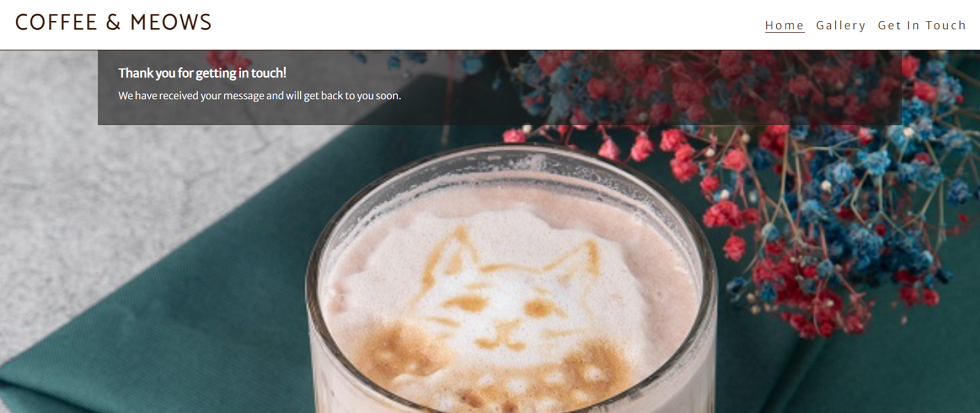 COFFEE & MEOWS
Home Gallery Get In Touch
Thank you for getting in touch!
We have received your message and will get back to you soon.